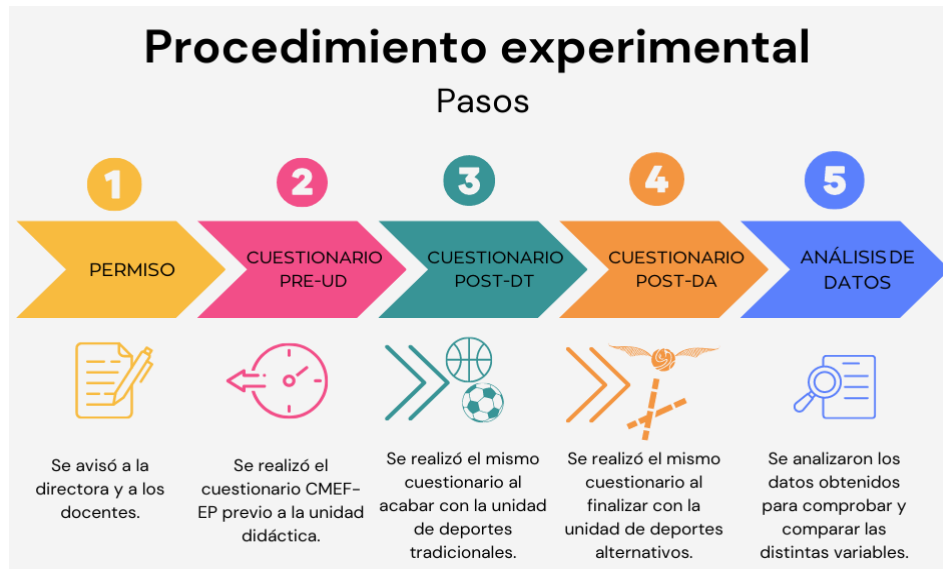 Procedimiento experimental
Pasos
1
2
3
4
5
PERMISO
CUESTIONARIO
PRE-UD
CUESTIONARIO
POST-DT
CUESTIONARIO
POST-DA
ANÁLISIS DE
DATOS
Se avisó a la
directora y a los
docentes.
Se realizó el
cuestionario CMEF-
EP previo a la unidad
didáctica.
Se realizó el mismo
cuestionario al
acabar con la unidad
de deportes
tradicionales.
Se realizó el mismo
cuestionario al
finalizar con la
unidad de deportes
alternativos.
Se analizaron los
datos obtenidos
para comprobar y
comparar las
distintas variables.